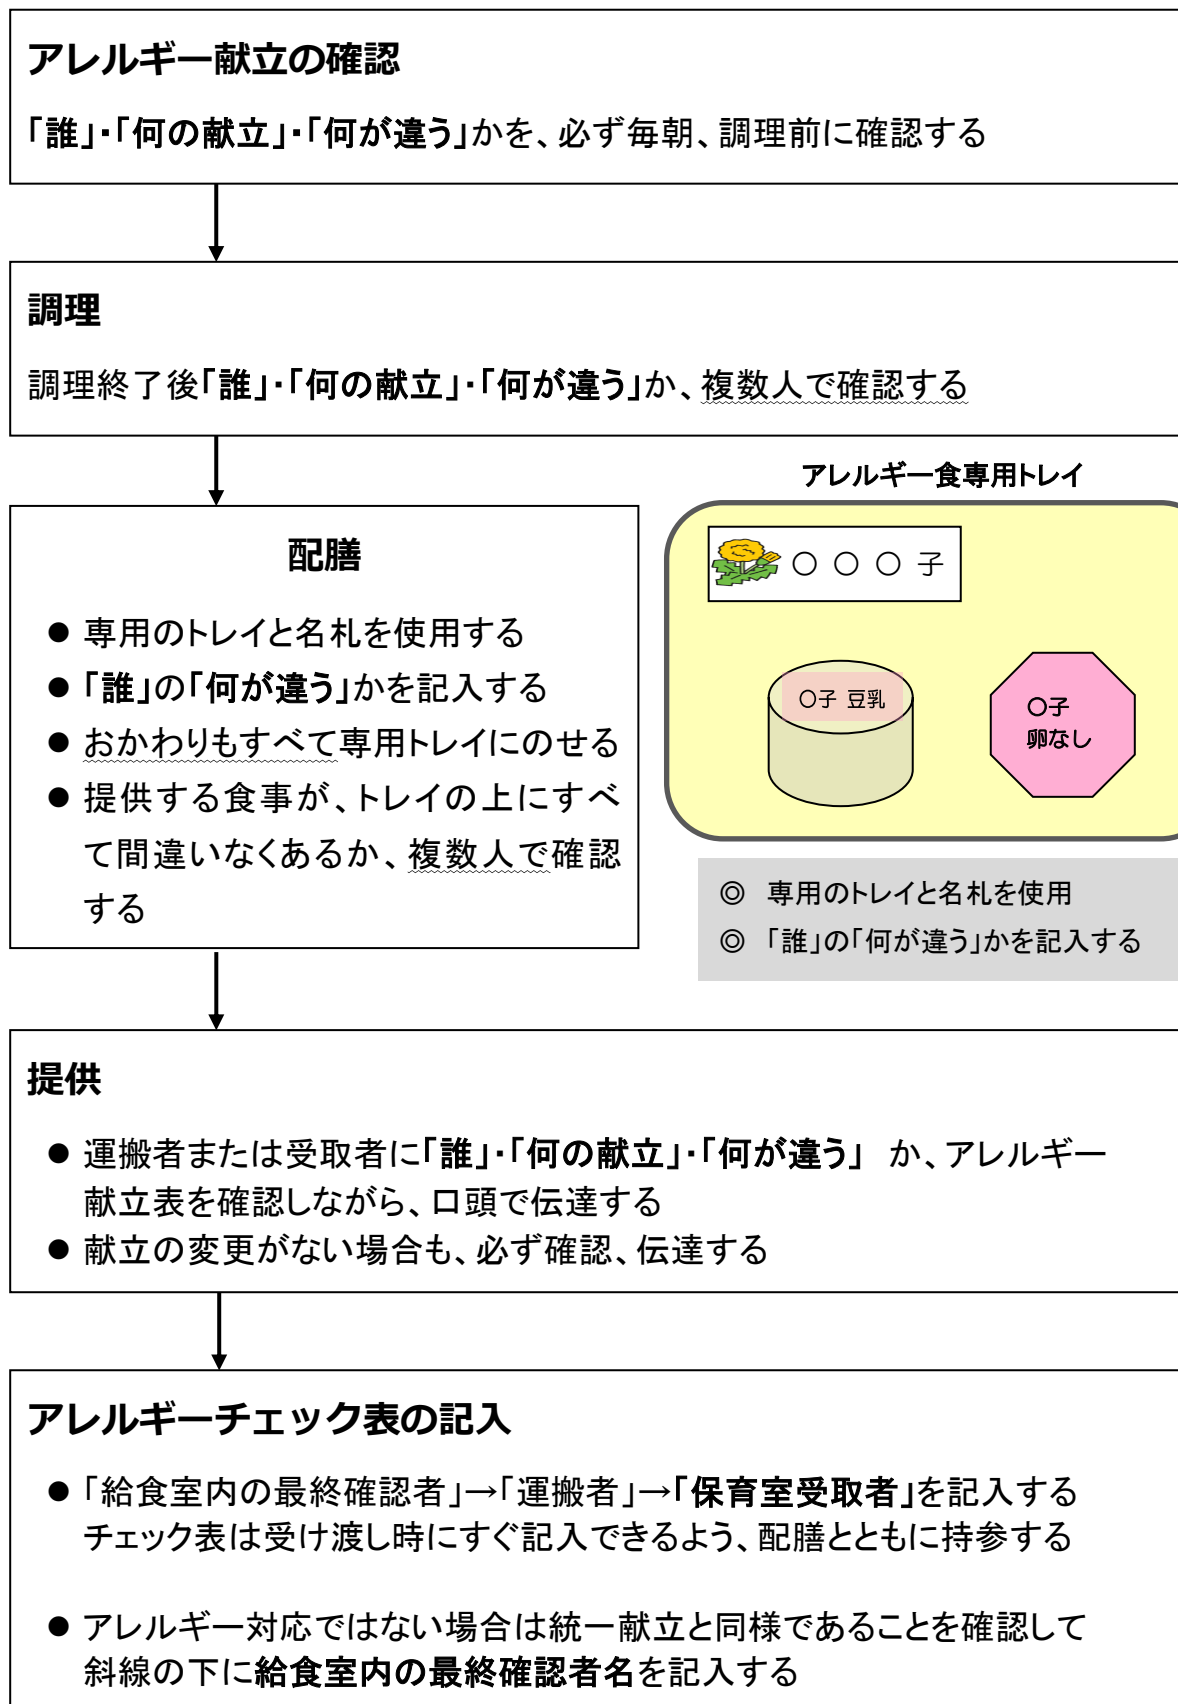 アレルギー献立の確認
「誰」・「何の献立」・「何が違う」かを、必ず毎朝、調理前に確認する
調理
調理終了後「誰」・「何の献立」・「何が違う」か、複数人で確認する
配膳
● 専用のトレイと名札を使用する
● 「誰」の「何が違う」かを記入する
● おかわりもすべて専用トレイにのせる
● 提供する食事が、トレイの上にすべ
て間違いなくあるか、複数人で確認
する
アレルギー食専用トレイ
〇 〇 〇 子
〇子 豆乳
〇子
卵なし
◎ 専用のトレイと名札を使用
◎ 「誰」の「何が違う」かを記入する
提供
● 運搬者または受取者に「誰」・「何の献立」・「何が違う」 か、アレルギー
献立表を確認しながら、口頭で伝達する
● 献立の変更がない場合も、必ず確認、伝達する
アレルギーチェック表の記入
● 「給食室内の最終確認者」→「運搬者」→「保育室受取者」を記入する
チェック表は受け渡し時にすぐ記入できるよう、配膳とともに持参する
● アレルギー対応ではない場合は統一献立と同様であることを確認して
斜線の下に給食室内の最終確認者名を記入する